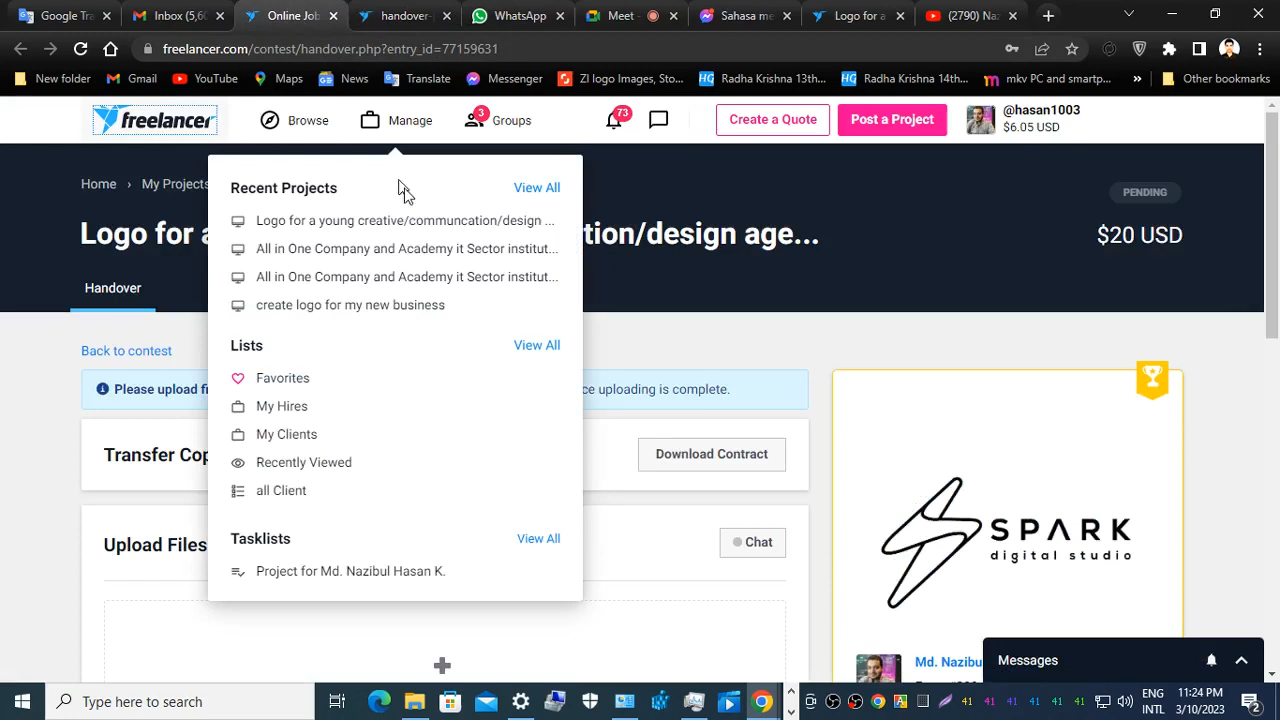 Google Tra
Inbox (5,60
Online Job
handover-
WhatsApp
Meet -
Sahasa me
Logo for a
(2790) Na
freelancer.com/contest/handover.php?entry_id=77159631
New folder
Gmail
YouTube
Maps
News
Translate
Messenger
ZI logo Images, Sto...
Radha Krishna 13th...
Radha Krishna 14th...
mkv PC and smartp...
»
Other bookmarks
freelancer
Browse
Manage
3
Groups
73
Create a Quote
Post a Project
@hasan1003
$6.05 USD
Home › My Projects
PENDING
Logo for a
tion/design age...
$20 USD
Handover
Recent Projects
View All
Logo for a young creative/communcation/design ...
All in One Company and Academy it Sector institut...
All in One Company and Academy it Sector institut...
create logo for my new business
Lists
View All
Favorites
My Hires
My Clients
Recently Viewed
all Client
Tasklists
View All
Project for Md. Nazibul Hasan K.
Back to contest
Please upload fi
ce uploading is complete.
Transfer Cop
Download Contract
Upload Files
Chat
SPARK
digital studio
Md. Nazibu
Messages
Type here to search
41 41 41 41 41
ENG
INTL
11:24 PM
3/10/2023
2